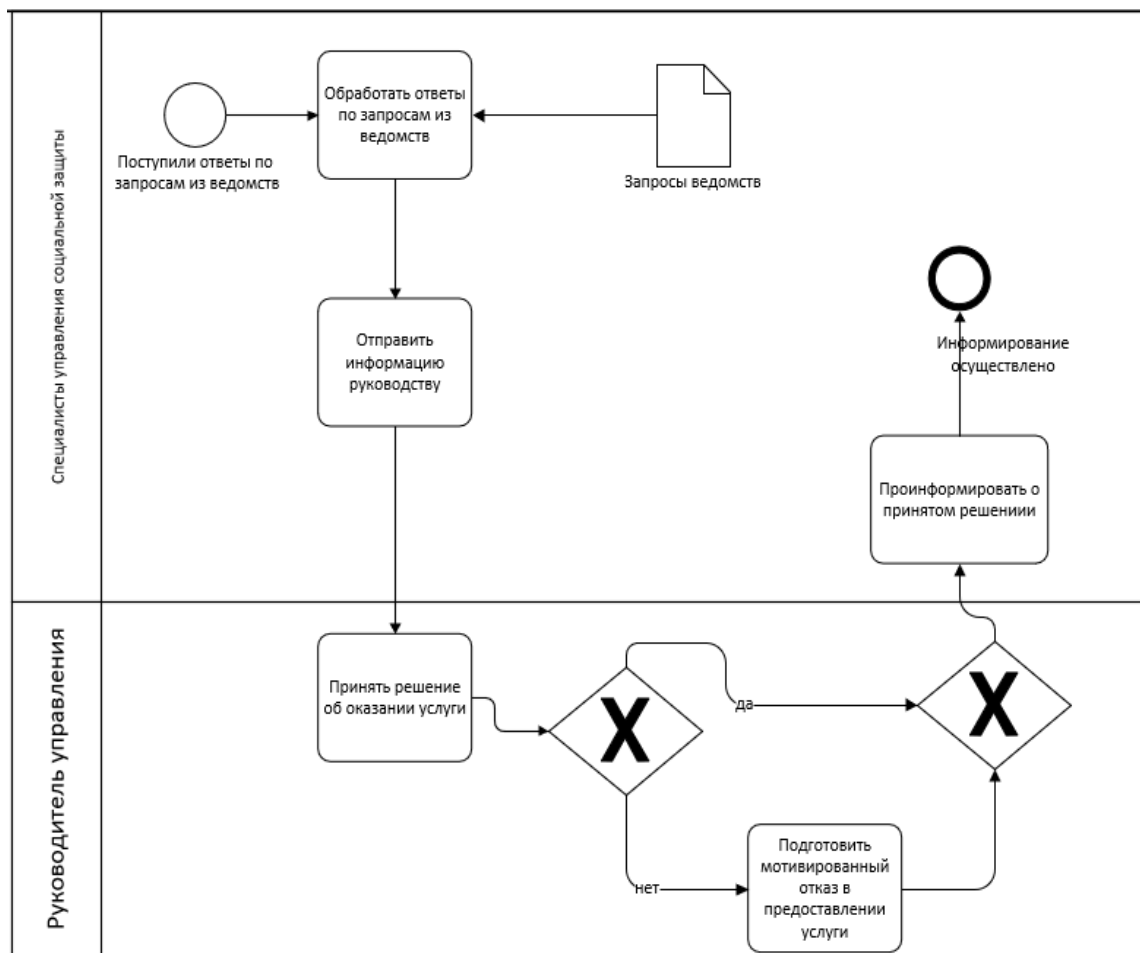 Специалисты управления социальной защиты
Поступили ответы по
запросам из ведомств
Обработать ответы
по запросам из
ведомств
Запросы ведомств
Отправить
информацию
руководству
Информирование
осуществлено
Проинформировать о
принятом решениии
Руководитель управления
Принять решение
об оказании услуги
X
да
X
нет
Подготовить
мотивированный
отказ в
предоставлении
услуги